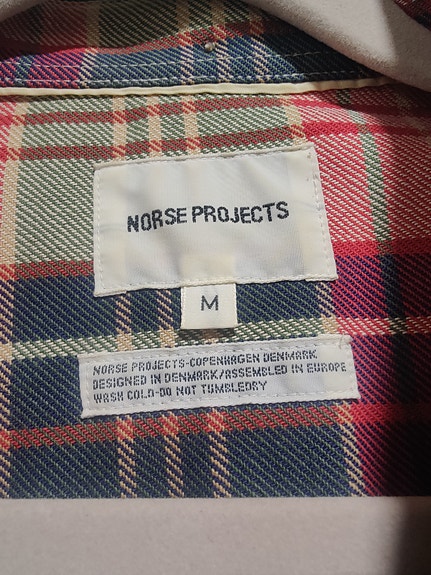 NORSE PROJECTS
M
NORSE PROJECTS-COPENHAGEN DENMARK
DESIGNED IN DENMARK/ASSEMBLED IN EUROPE
WASH COLD-DO NOT TUMBLEDRY